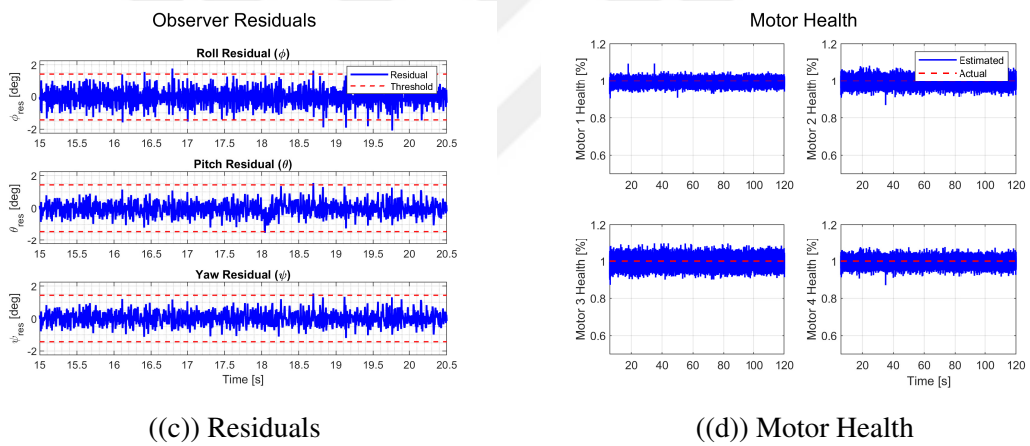 Observer Residuals
Roll Residual (ϕ)
ϕres [deg]
2
0
-2
Residual
Threshold
15 15.5 16 16.5 17 17.5 18 18.5 19 19.5 20 20.5
Pitch Residual (θ)
θres [deg]
2
0
-2
15 15.5 16 16.5 17 17.5 18 18.5 19 19.5 20 20.5
Yaw Residual (ψ)
ψres [deg]
2
0
-2
15 15.5 16 16.5 17 17.5 18 18.5 19 19.5 20 20.5
Time [s]
((c)) Residuals
Motor Health
Motor 1 Health [%]
1.2
1
0.8
0.6
20 40 60 80 100 120
Motor 2 Health [%]
1.2
1
0.8
0.6
Estimated
Actual
20 40 60 80 100 120
Motor 3 Health [%]
1.2
1
0.8
0.6
20 40 60 80 100 120
Motor 4 Health [%]
1.2
1
0.8
0.6
20 40 60 80 100 120
Time [s]
((d)) Motor Health